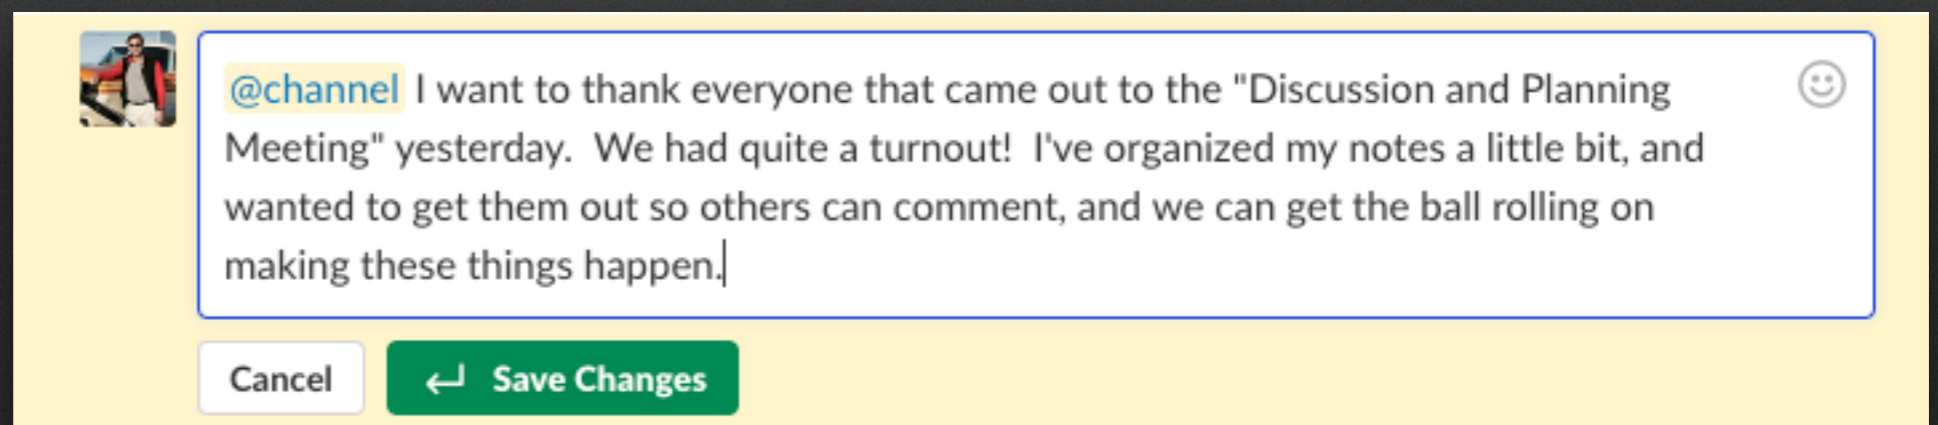 @channel I want to thank everyone that came out to the "Discussion and Planning
Meeting" yesterday.  We had quite a turnout!  I've organized my notes a little bit, and
wanted to get them out so others can comment, and we can get the ball rolling on
making these things happen.
Cancel
Save Changes